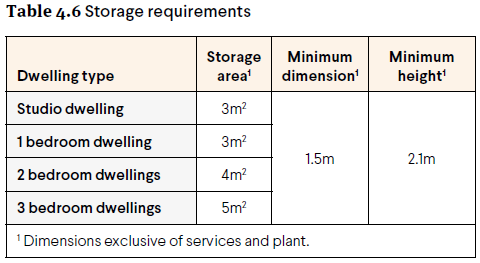 Table 4.6 Storage requirements
Dwelling type Storage area¹ Minimum dimension¹ Minimum height¹
Studio dwelling 3m² 1.5m 2.1m
1 bedroom dwelling 3m²
2 bedroom dwellings 4m²
3 bedroom dwellings 5m²
¹ Dimensions exclusive of services and plant.